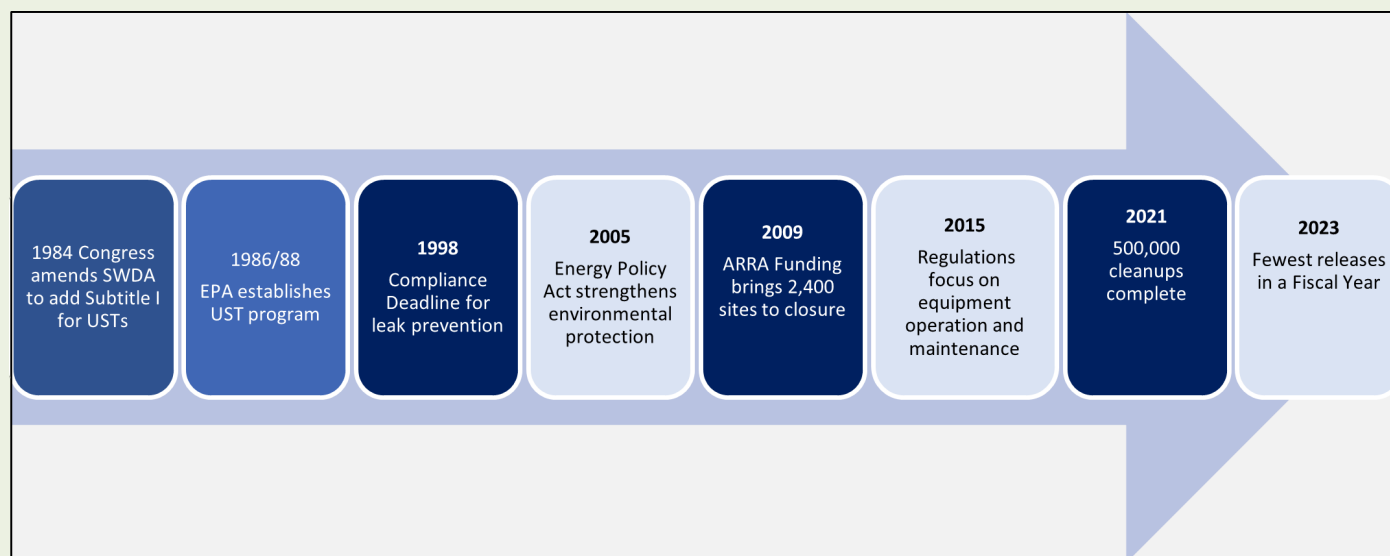 1984 Congress
amends SWDA
to add Subtitle I
for USTs
1986/88
EPA establishes
UST program
1998
Compliance
Deadline for
leak prevention
2005
Energy Policy
Act strengthens
environmental
protection
2009
ARRA Funding
brings 2,400
sites to closure
2015
Regulations
focus on
equipment
operation and
maintenance
2021
500,000
cleanups
complete
2023
Fewest releases
in a Fiscal Year